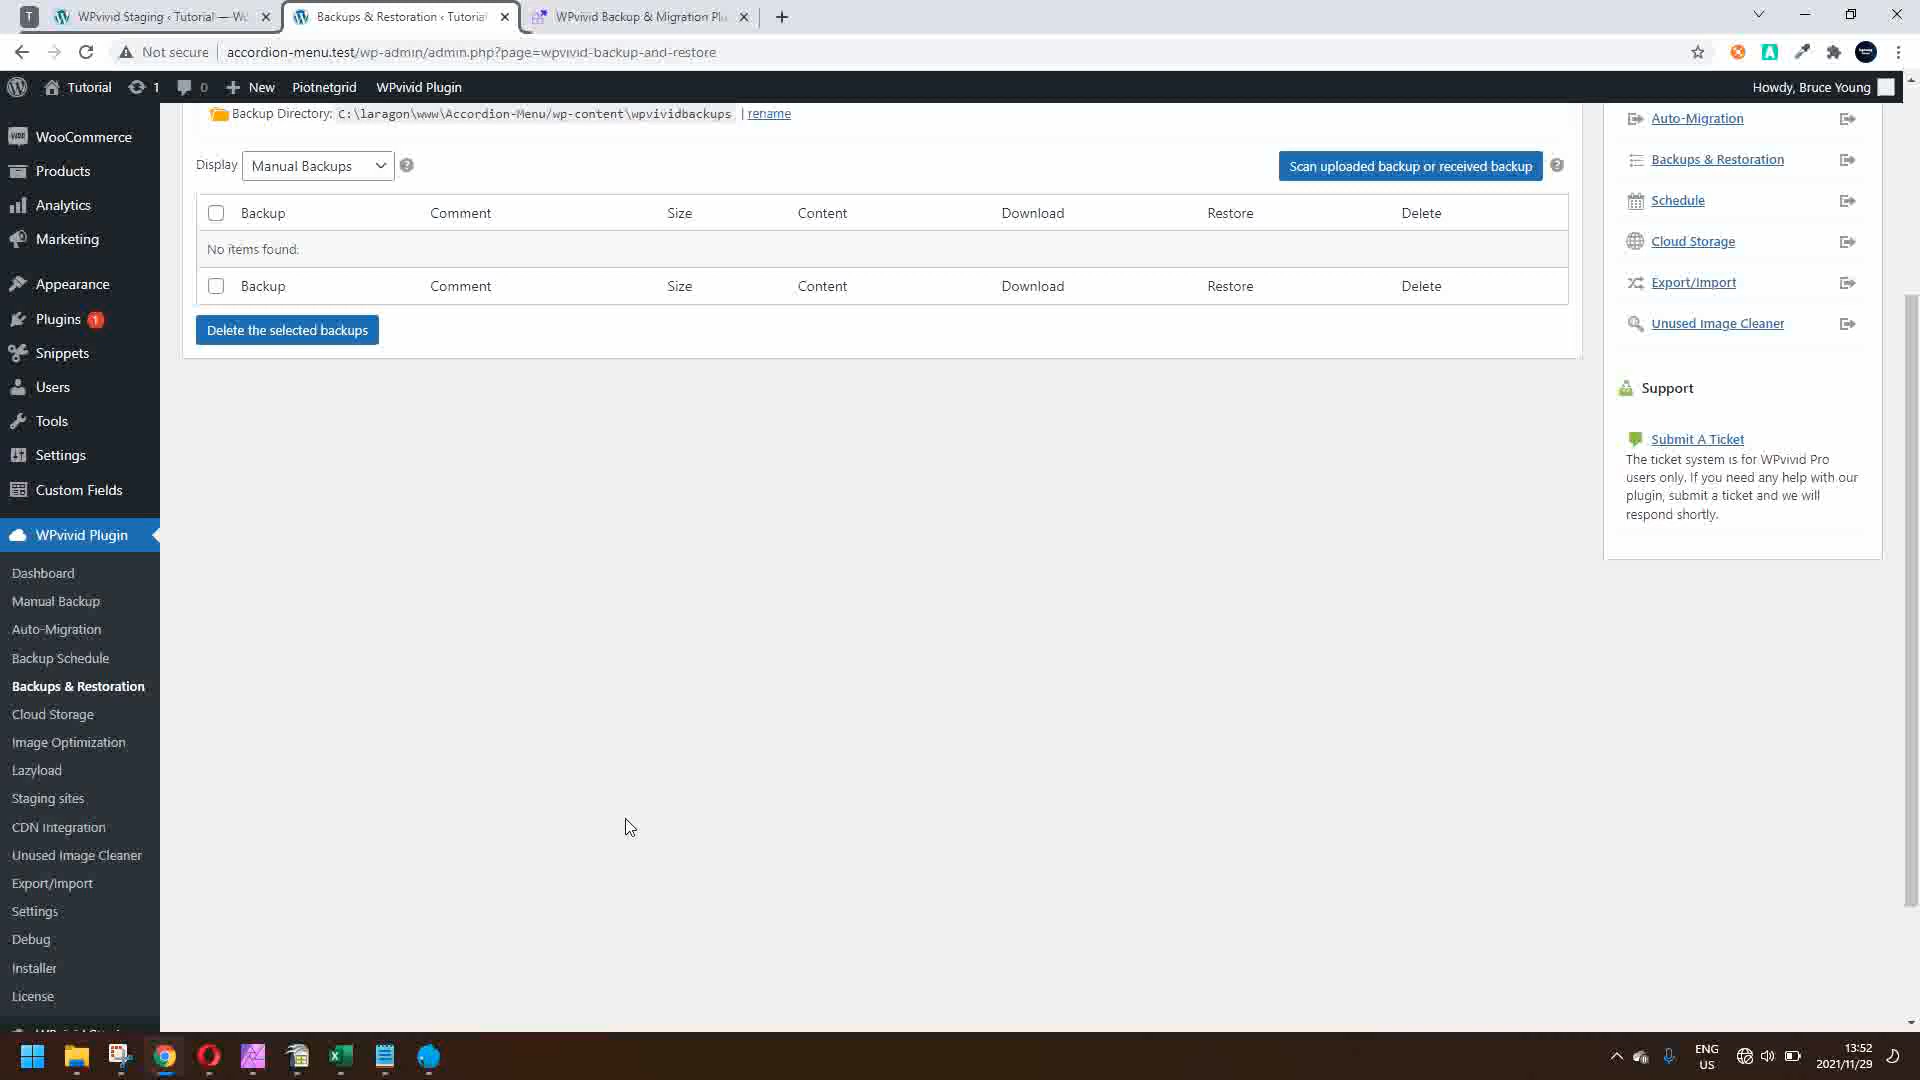 T
WPvivid Staging ‹ Tutorial — Wo
Backups & Restoration ‹ Tutorial
WPvivid Backup & Migration Plu
Not secure
accordion-menu.test/wp-admin/admin.php?page=wpvivid-backup-and-restore
Tutorial
1
0
New
Piotnetgrid
WPvivid Plugin
Howdy, Bruce Young
WooCommerce
Products
Analytics
Marketing
Appearance
Plugins 1
Snippets
Users
Tools
Settings
Custom Fields
WPvivid Plugin
Dashboard
Manual Backup
Auto-Migration
Backup Schedule
Backups & Restoration
Cloud Storage
Image Optimization
Lazyload
Staging sites
CDN Integration
Unused Image Cleaner
Export/Import
Settings
Debug
Installer
License
Backup Directory: C:\laragon\www\Accordion-Menu/wp-content\wpvividbackups | rename
Display Manual Backups
Scan uploaded backup or received backup
Backup Comment Size Content Download Restore Delete
No items found.
Backup Comment Size Content Download Restore Delete
Delete the selected backups
Auto-Migration
Backups & Restoration
Schedule
Cloud Storage
Export/Import
Unused Image Cleaner
Support
Submit A Ticket
The ticket system is for WPvivid Pro
users only. If you need any help with our
plugin, submit a ticket and we will
respond shortly.
ENG
US
13:52
2021/11/29